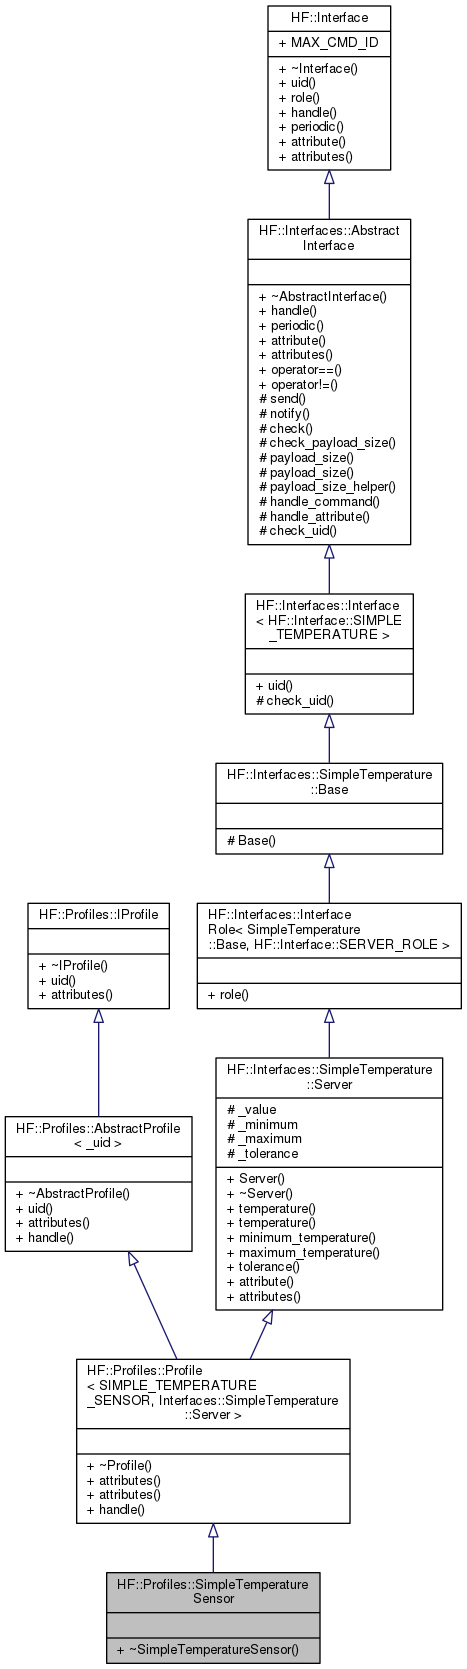 HF::Interface
+ MAX_CMD_ID
+ ~Interface()
+ uid()
+ role()
+ handle()
+ periodic()
+ attribute()
+ attributes()
HF::Interfaces::Abstract
Interface
+ ~AbstractInterface()
+ handle()
+ periodic()
+ attribute()
+ attributes()
+ operator==()
+ operator!=()
# send()
# notify()
# check()
# check_payload_size()
# payload_size()
# payload_size()
# payload_size_helper()
# handle_command()
# handle_attribute()
# check_uid()
HF::Interfaces::Interface
< HF::Interface::SIMPLE
_TEMPERATURE >
+ uid()
# check_uid()
HF::Interfaces::SimpleTemperature
::Base
# Base()
HF::Profiles::IProfile
+ ~IProfile()
+ uid()
+ attributes()
HF::Interfaces::Interface
Role< SimpleTemperature
::Base, HF::Interface::SERVER_ROLE >
+ role()
HF::Profiles::AbstractProfile
< _uid >
+ ~AbstractProfile()
+ uid()
+ attributes()
+ handle()
HF::Interfaces::SimpleTemperature
::Server
# _value
# _minimum
# _maximum
# _tolerance
+ Server()
+ ~Server()
+ temperature()
+ temperature()
+ minimum_temperature()
+ maximum_temperature()
+ tolerance()
+ attribute()
+ attributes()
HF::Profiles::Profile
< SIMPLE_TEMPERATURE
_SENSOR, Interfaces::SimpleTemperature
::Server >
+ ~Profile()
+ attributes()
+ attributes()
+ handle()
HF::Profiles::SimpleTemperature
Sensor
+ ~SimpleTemperatureSensor()